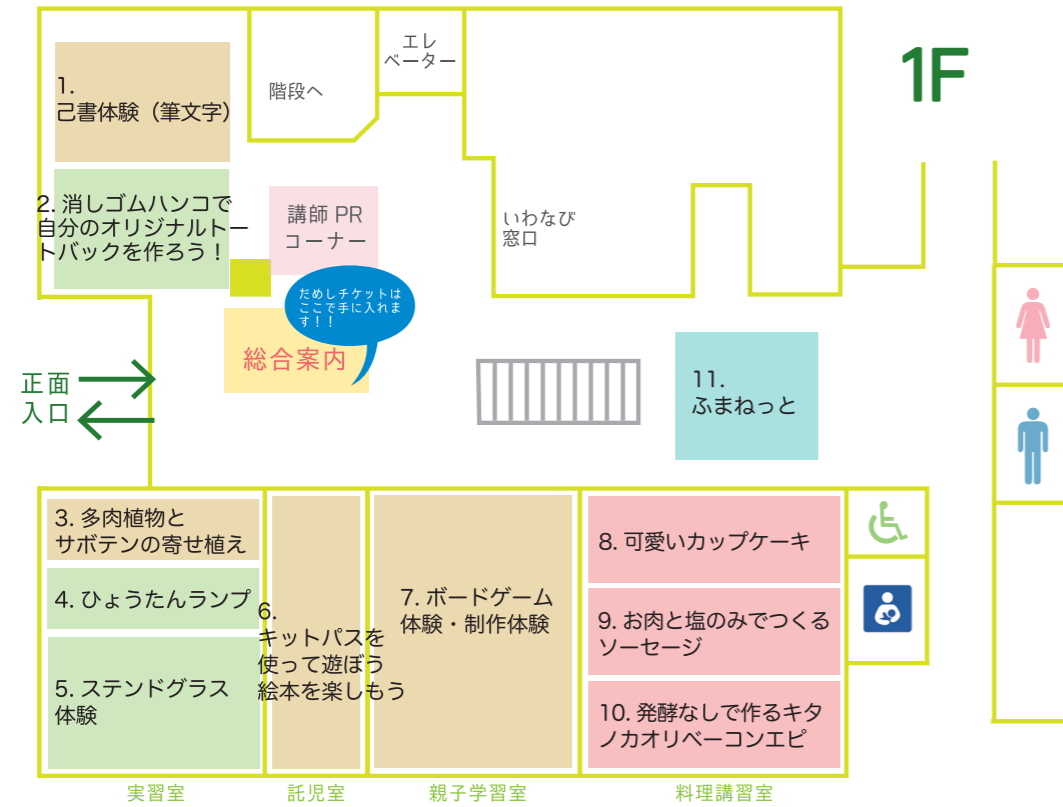 1F
エレ
ベーター
階段へ
1.
己書体験（筆文字）
2. 消しゴムハンコで
自分のオリジナルトー
トバックを作ろう！
講師 PR
コーナー
いわなび
窓口
だめしチケットは
ここで手に入れま
す！！
総合案内
正面
入口
11.
ふまねっと
3. 多肉植物と
サボテンの寄せ植え
4. ひょうたんランプ
5. ステンドグラス
体験
6.
キットパスを
使って遊ぼう
絵本を楽しもう
7. ボードゲーム
体験・制作体験
8. 可愛いカップケーキ
9. お肉と塩のみでつくる
ソーセージ
10. 発酵なしで作るキタ
ノカオリベーコンエピ
実習室
託児室
親子学習室
料理講習室